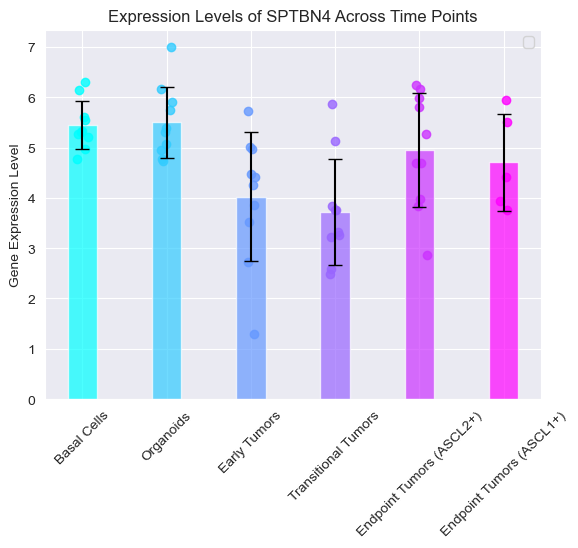 Expression Levels of SPTBN4 Across Time Points
Gene Expression Level
7
6
5
4
3
2
1
0
Basal Cells
Organoids
Early Tumors
Transitional Tumors
Endpoint Tumors (ASCL2+)
Endpoint Tumors (ASCL1+)